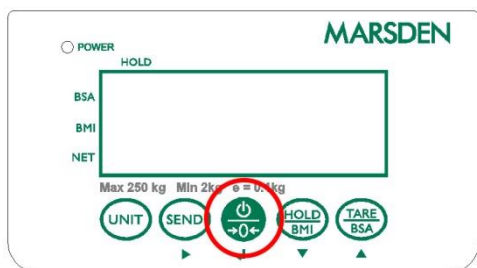 MARSDEN
POWER
HOLD
BSA
BMI
NET
Max 250 kg Min 2kg e = 0.1kg
UNIT SEND →0← HOLD BMI TARE BSA